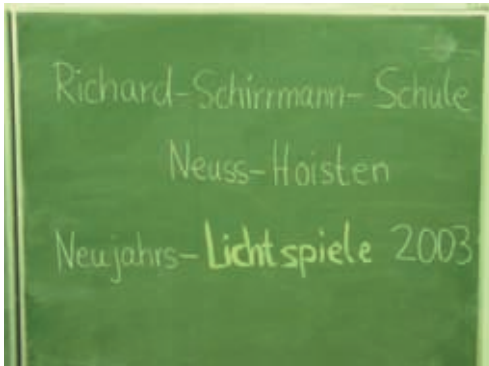 Richard-Schirrmann-Schule
Neuss-Hoisten
Neujahrs-Lichtspiele 2003